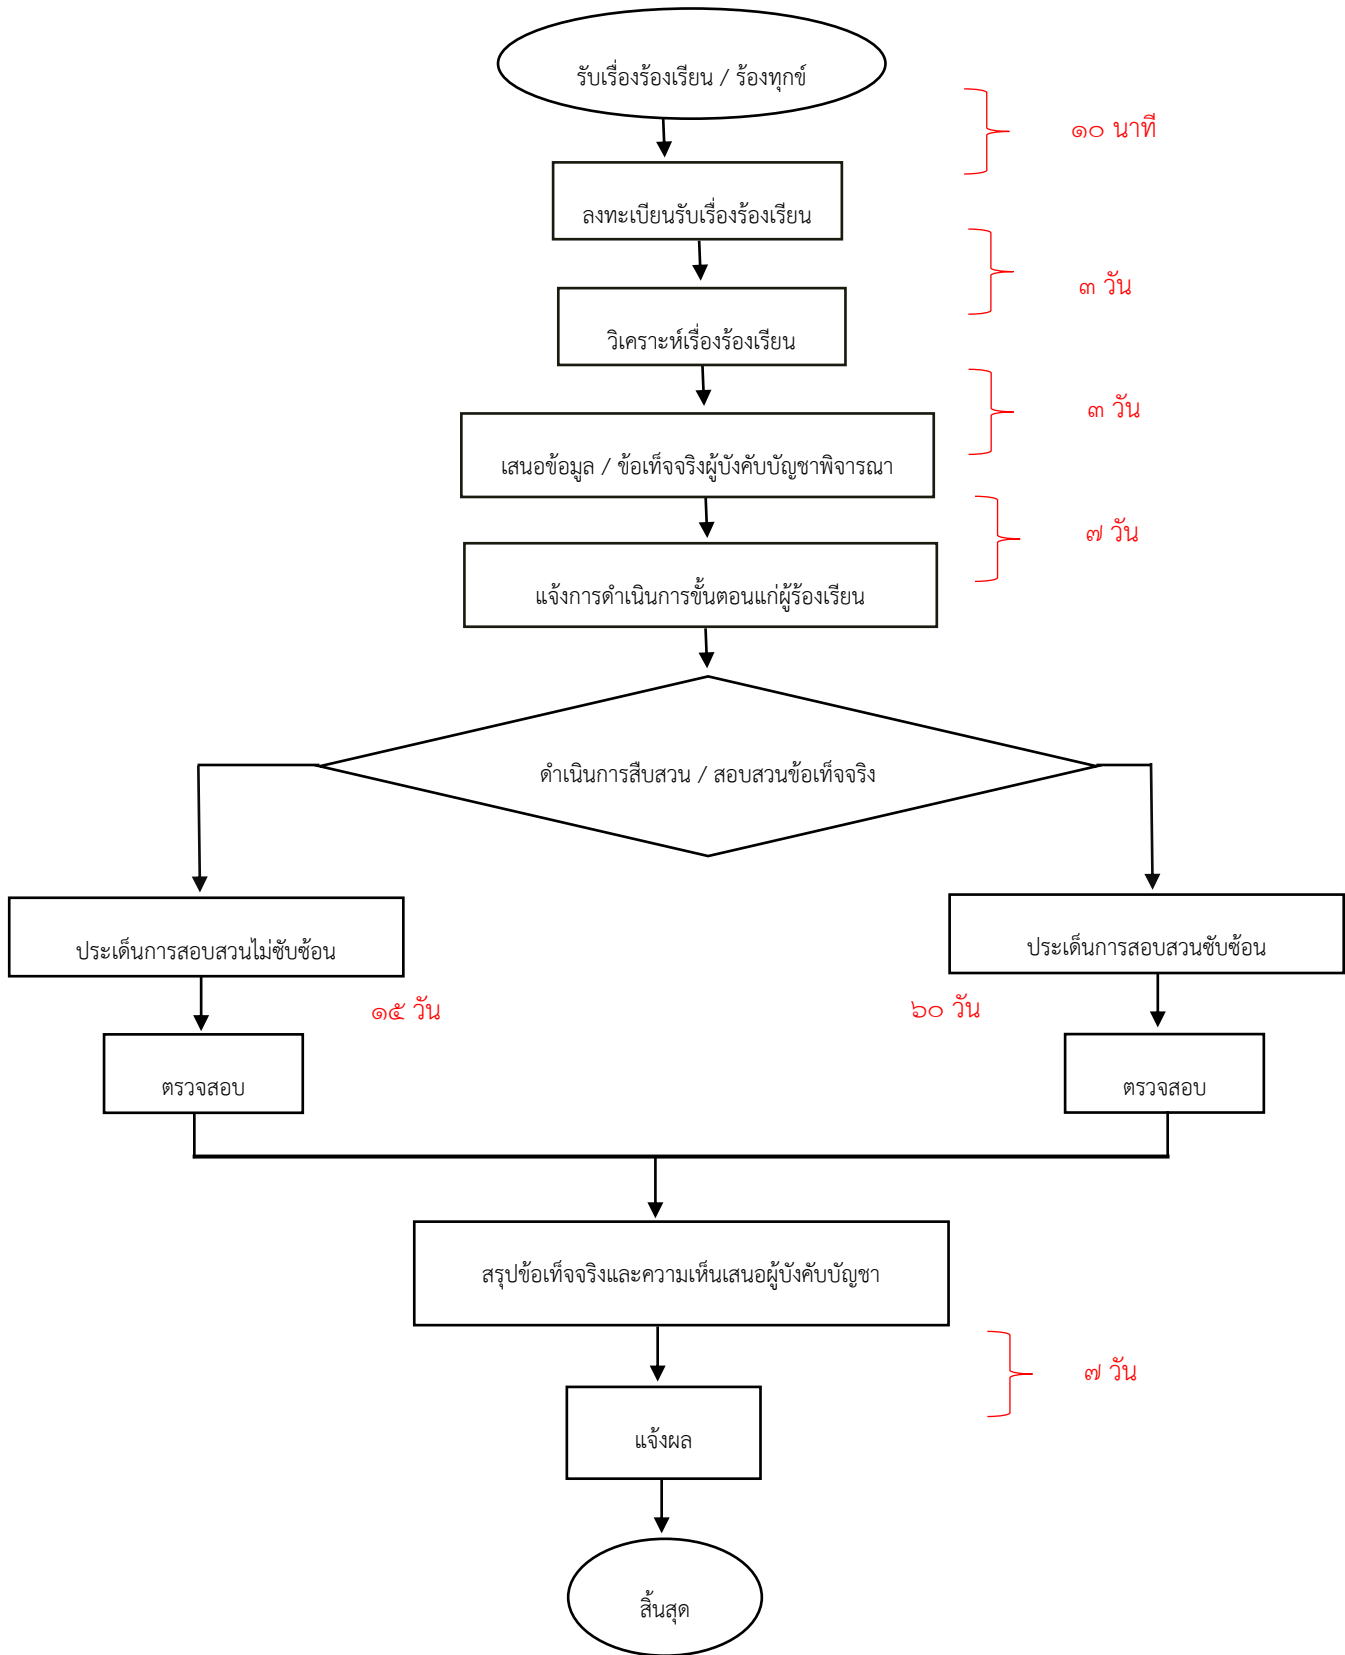 รับเรื่องร้องเรียน / ร้องทุกข์
๑๐ นาที
ลงทะเบียนรับเรื่องร้องเรียน
๓ วัน
วิเคราะห์เรื่องร้องเรียน
๓ วัน
เสนอข้อมูล / ข้อเท็จจริงผู้บังคับบัญชาพิจารณา
๗ วัน
แจ้งการดำเนินการขั้นตอนแก่ผู้ร้องเรียน
ดำเนินการสืบสวน / สอบสวนข้อเท็จจริง
ประเด็นการสอบสวนไม่ซับซ้อน
ประเด็นการสอบสวนซับซ้อน
๑๕ วัน
๖๐ วัน
ตรวจสอบ
ตรวจสอบ
สรุปข้อเท็จจริงและความเห็นเสนอผู้บังคับบัญชา
๗ วัน
แจ้งผล
สิ้นสุด